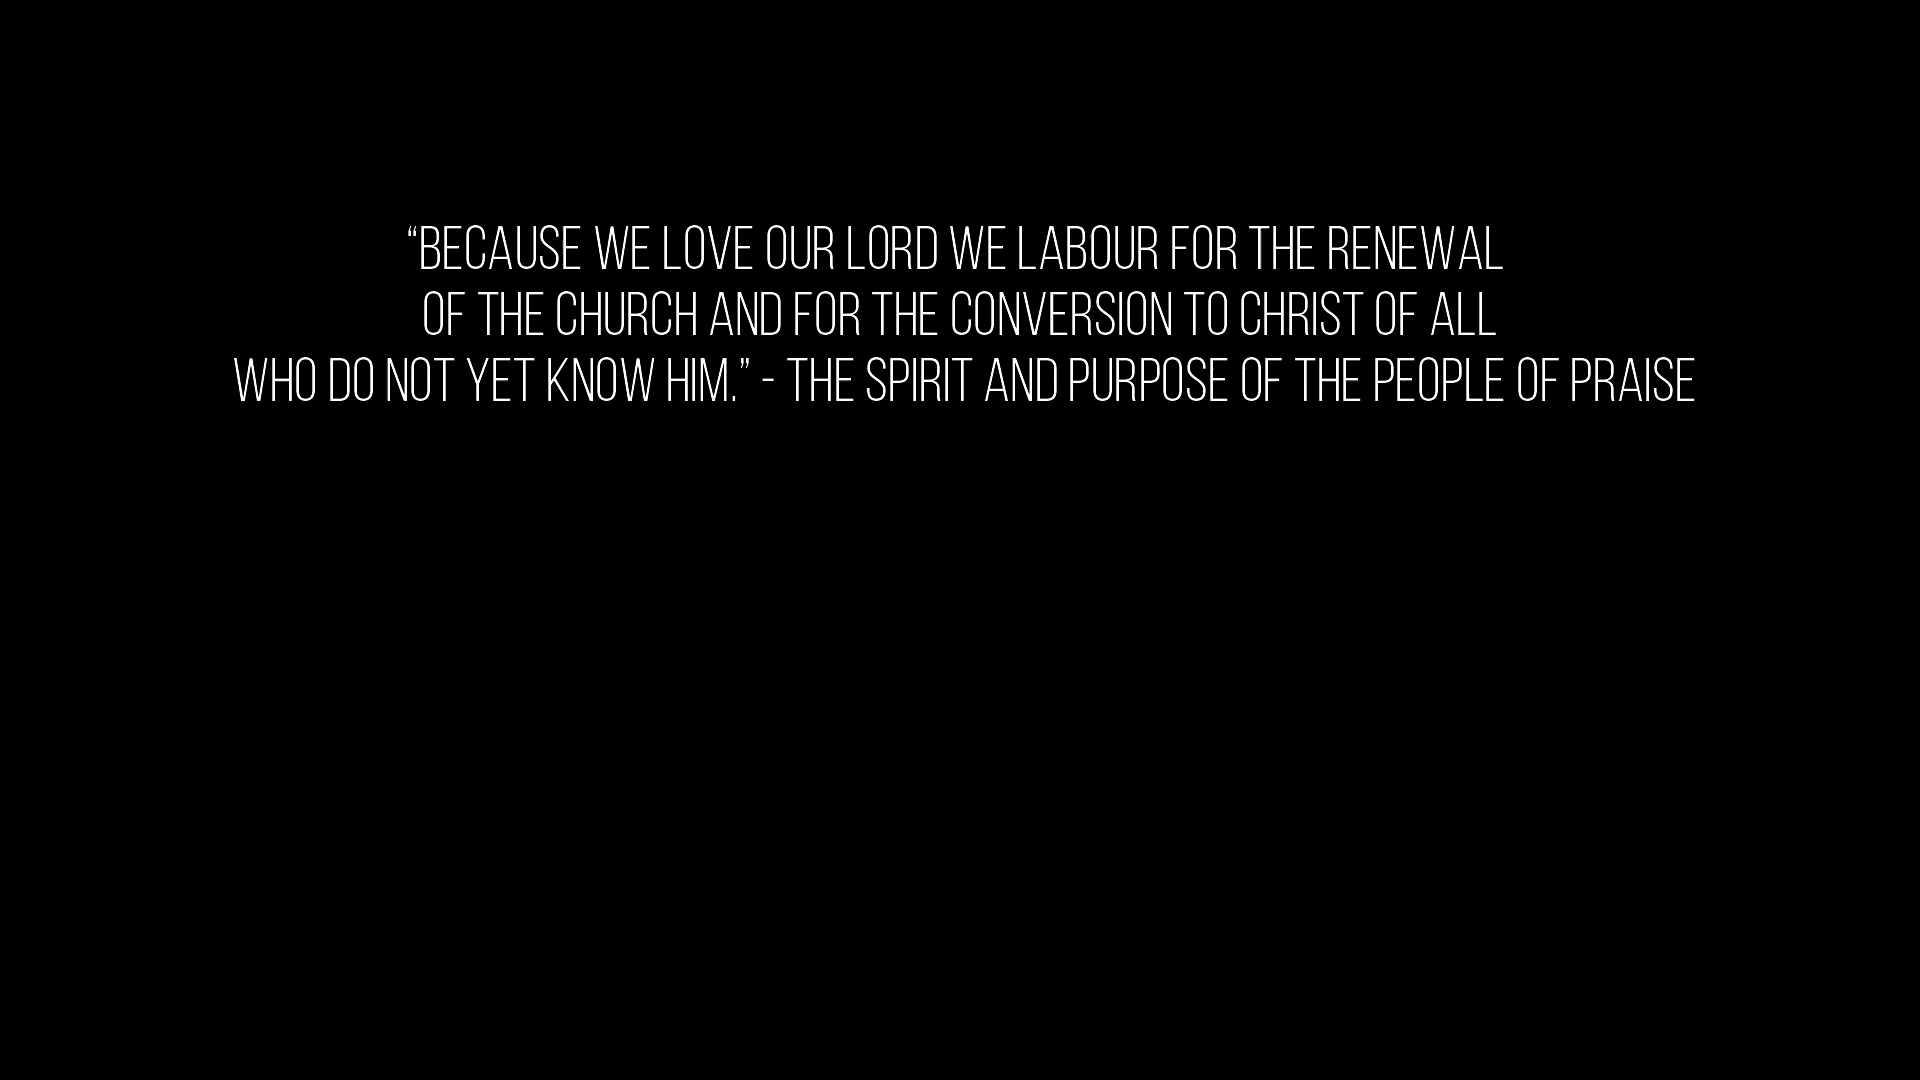 “BECAUSE WE LOVE OUR LORD WE LABOUR FOR THE RENEWAL
OF THE CHURCH AND FOR THE CONVERSION TO CHRIST OF ALL
WHO DO NOT YET KNOW HIM.” - THE SPIRIT AND PURPOSE OF THE PEOPLE OF PRAISE